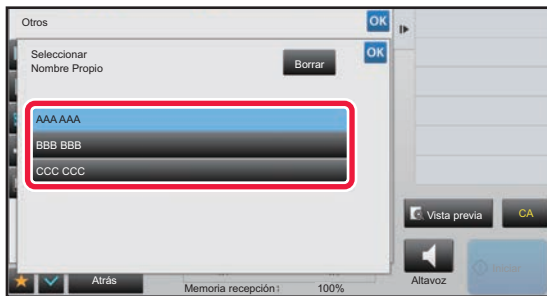 Otros
OK
Seleccionar
Nombre Propio
Borrar
OK
AAA AAA
BBB BBB
CCC CCC
Vista previa
CA
Atrás
Memoria recepción:
100%
Altavoz
Iniciar